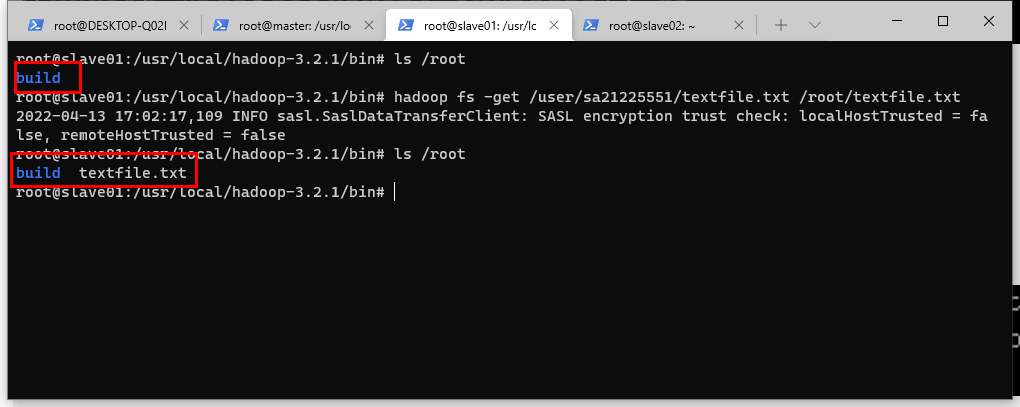 root@DESKTOP-Q02I
root@master: /usr/lo
root@slave01: /usr/lc
root@slave02: ~
root@slave01:/usr/local/hadoop-3.2.1/bin# ls /root
build
root@slave01:/usr/local/hadoop-3.2.1/bin# hadoop fs -get /user/sa21225551/textfile.txt /root/textfile.txt
2022-04-13 17:02:17,109 INFO sasl.SaslDataTransferClient: SASL encryption trust check: localHostTrusted = fa
lse, remoteHostTrusted = false
root@slave01:/usr/local/hadoop-3.2.1/bin# ls /root
build  textfile.txt
root@slave01:/usr/local/hadoop-3.2.1/bin#